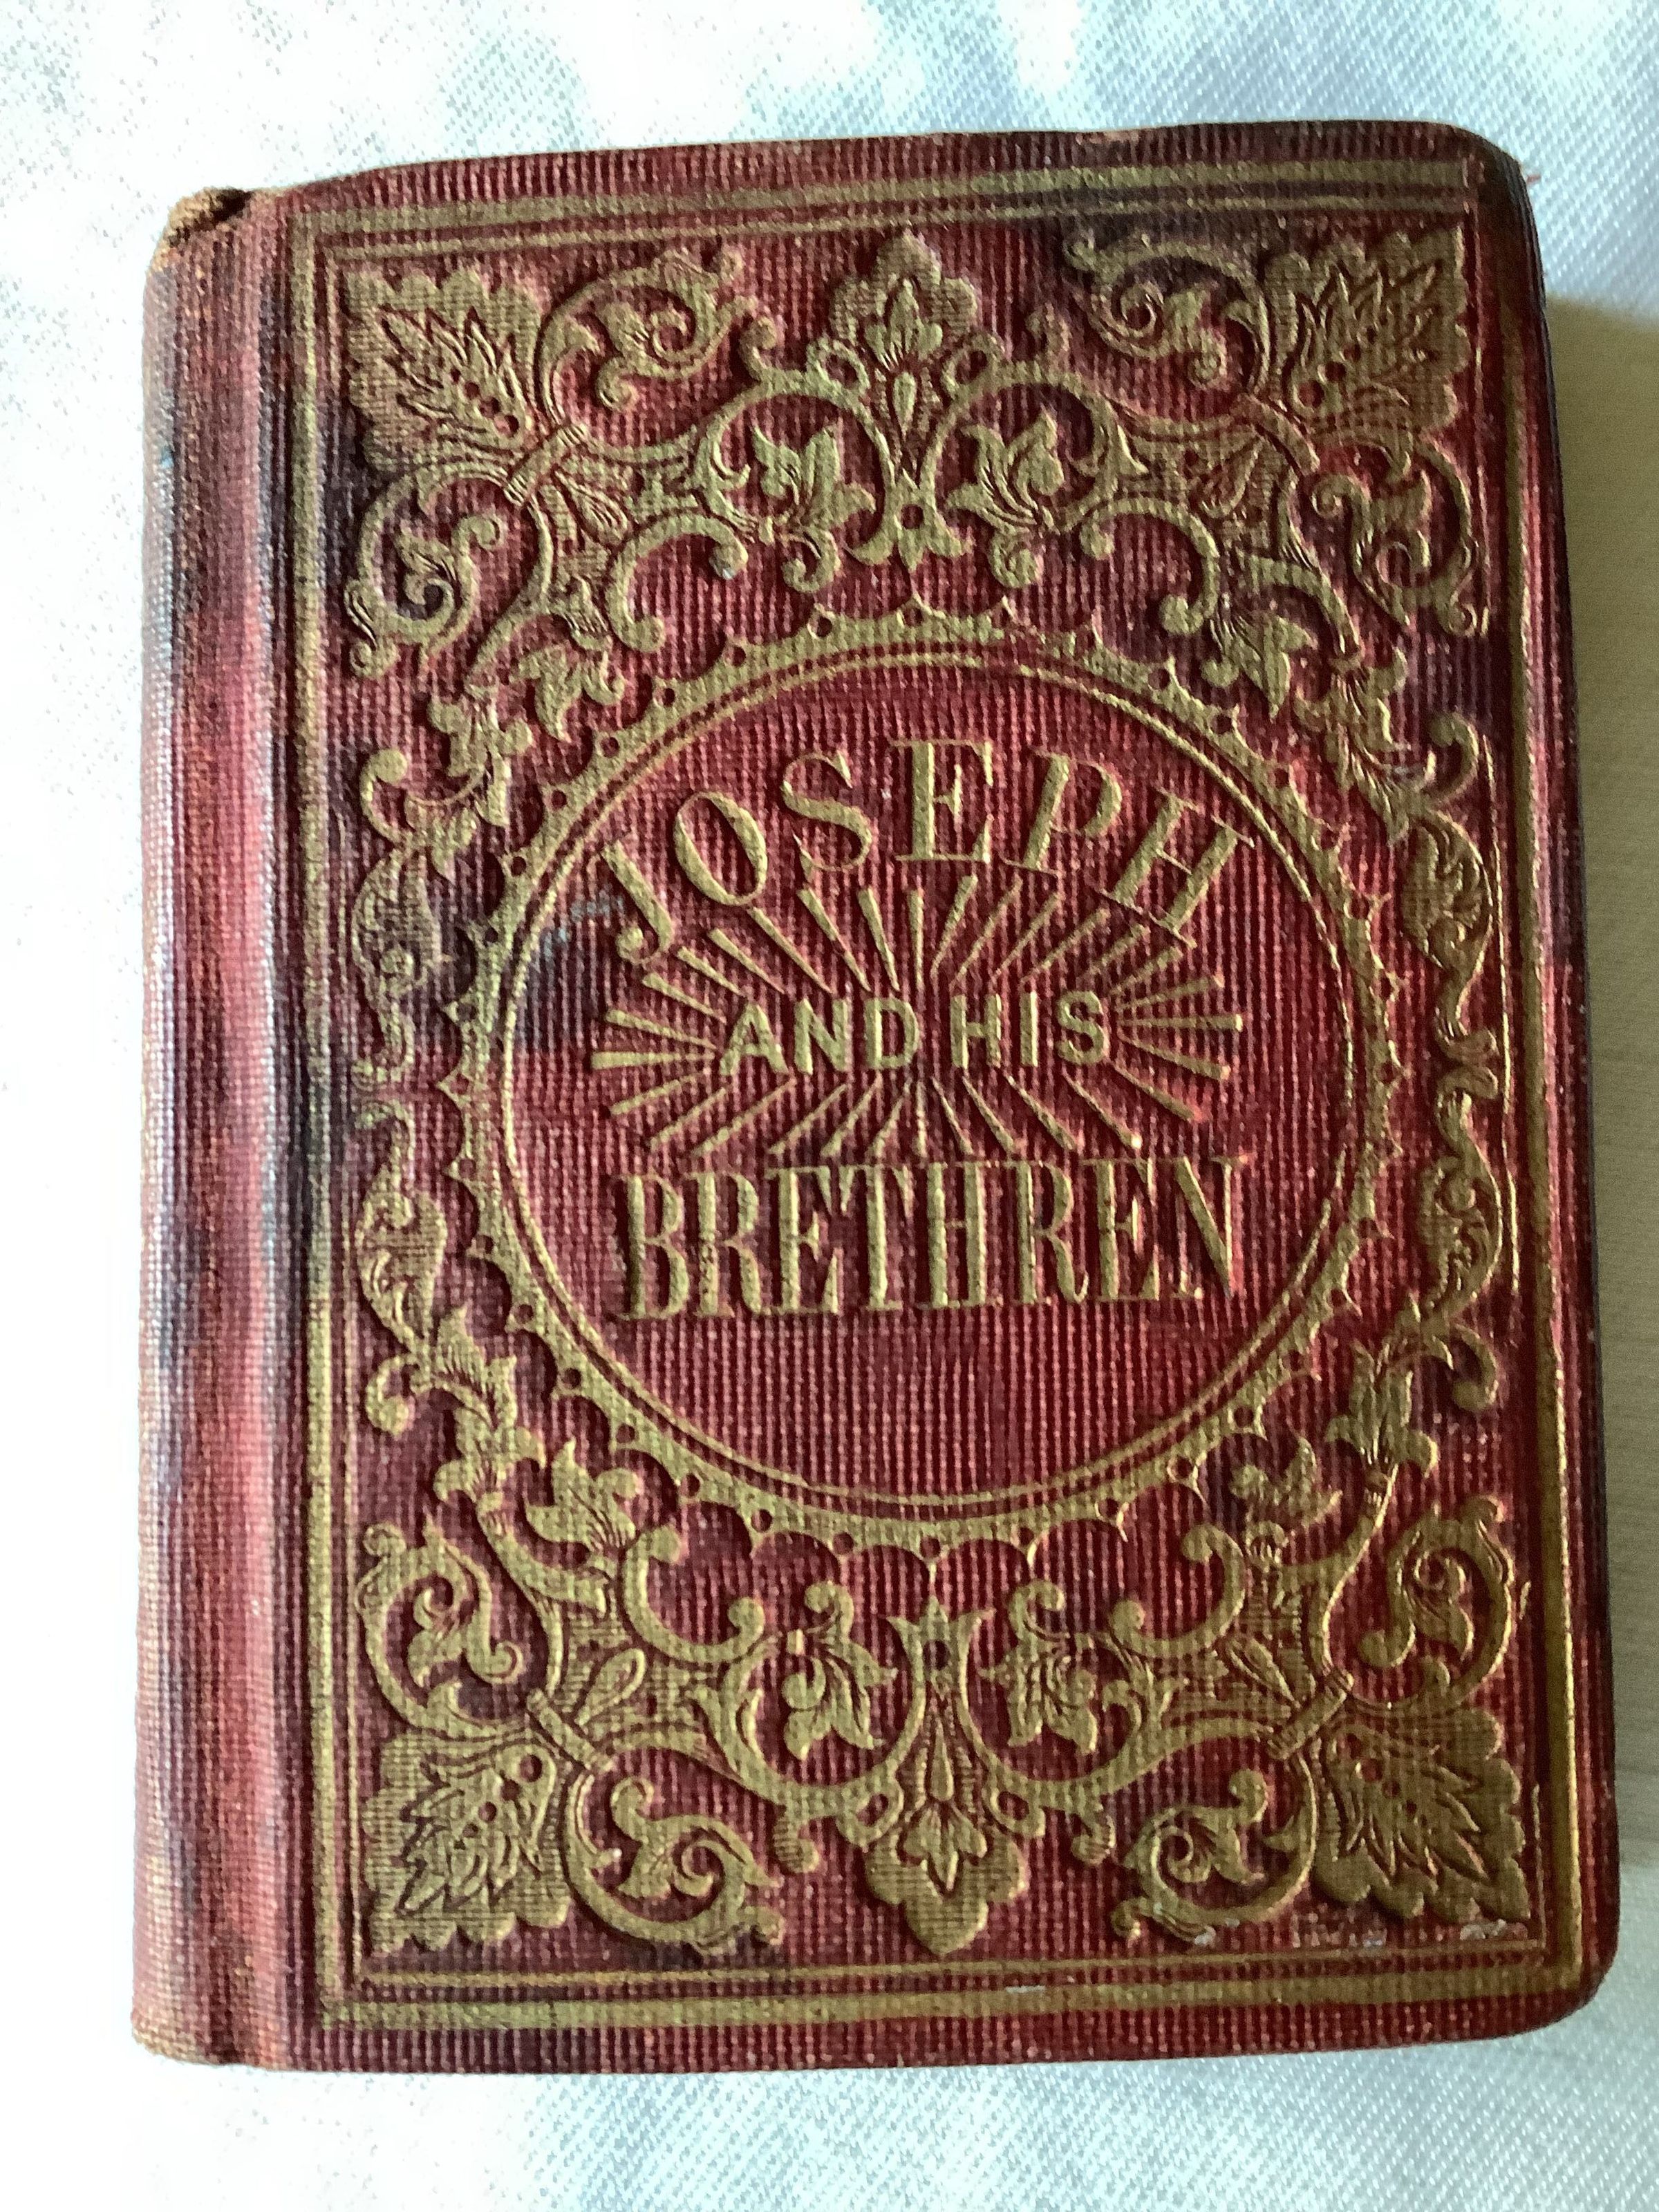 JOSEPH
AND HIS
BRETHREN